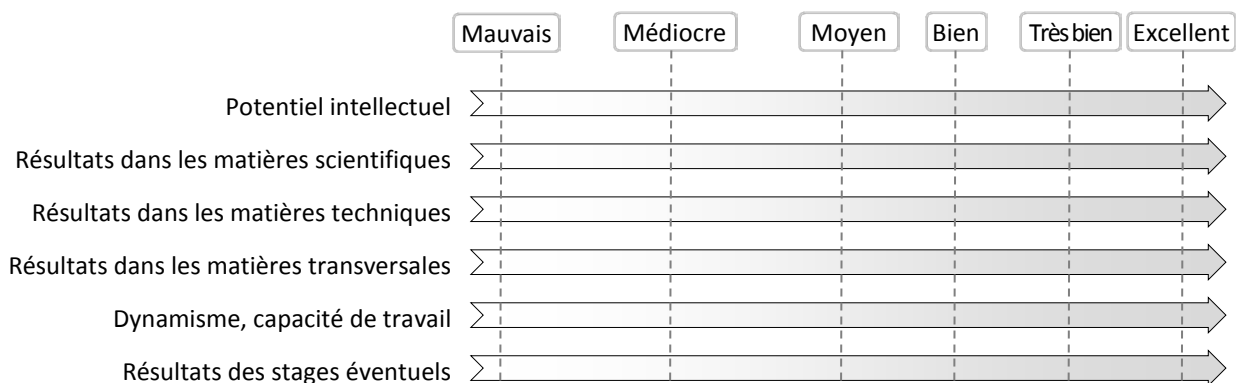 Mauvais Médiocre Moyen Bien Très bien Excellent
Potentiel intellectuel
Résultats dans les matières scientifiques
Résultats dans les matières techniques
Résultats dans les matières transversales
Dynamisme, capacité de travail
Résultats des stages éventuels